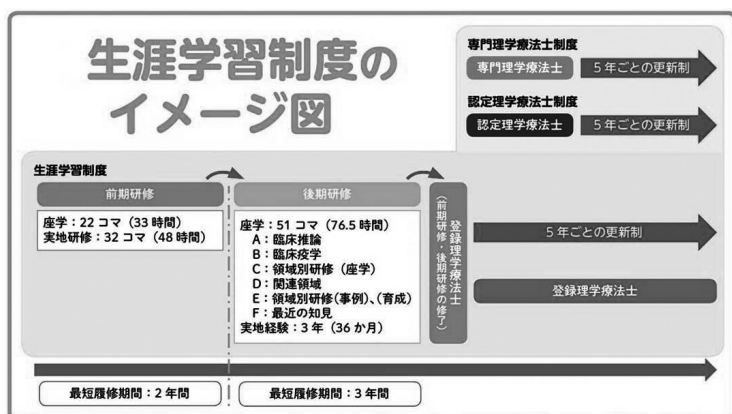 生涯学習制度の
イメージ図
専門理学療法士制度
専門理学療法士
5年ごとの更新制
認定理学療法士制度
認定理学療法士
5年ごとの更新制
生涯学習制度
前期研修
座学：22コマ（33時間）
実地研修：32コマ（48時間）
後期研修
座学：51コマ（76.5時間）
A：臨床推論
B：臨床疫学
C：領域別研修（座学）
D：関連領域
E：領域別研修（事例）、（育成）
F：最近の知見
実地経験：3年（36か月）
登録理学療法士
（前期研修・後期研修の修了）
5年ごとの更新制
登録理学療法士
最短履修期間：2年間
最短履修期間：3年間